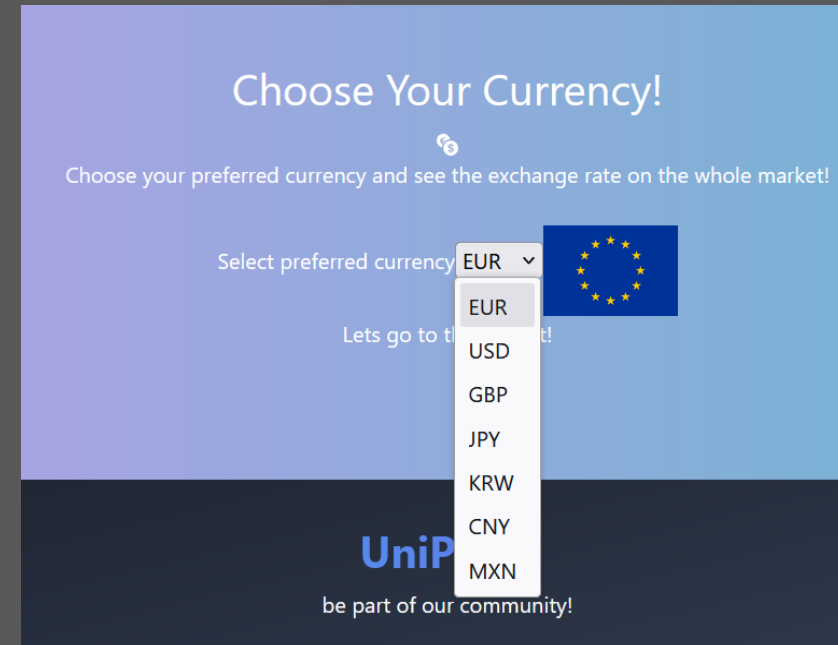 Choose Your Currency!
Choose your preferred currency and see the exchange rate on the whole market!
Select preferred currency EUR
EUR
Lets go to
USD
GBP
JPY
KRW
CNY
UniP
MXN
be part of our community!